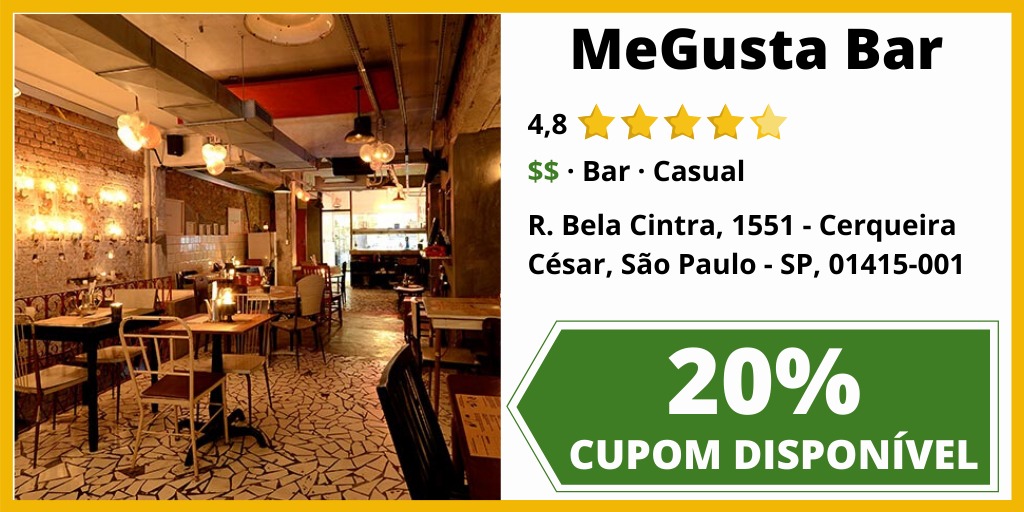 MeGusta Bar
4,8
$$ · Bar · Casual
R. Bela Cintra, 1551 - Cerqueira
César, São Paulo - SP, 01415-001
20%
CUPOM DISPONÍVEL